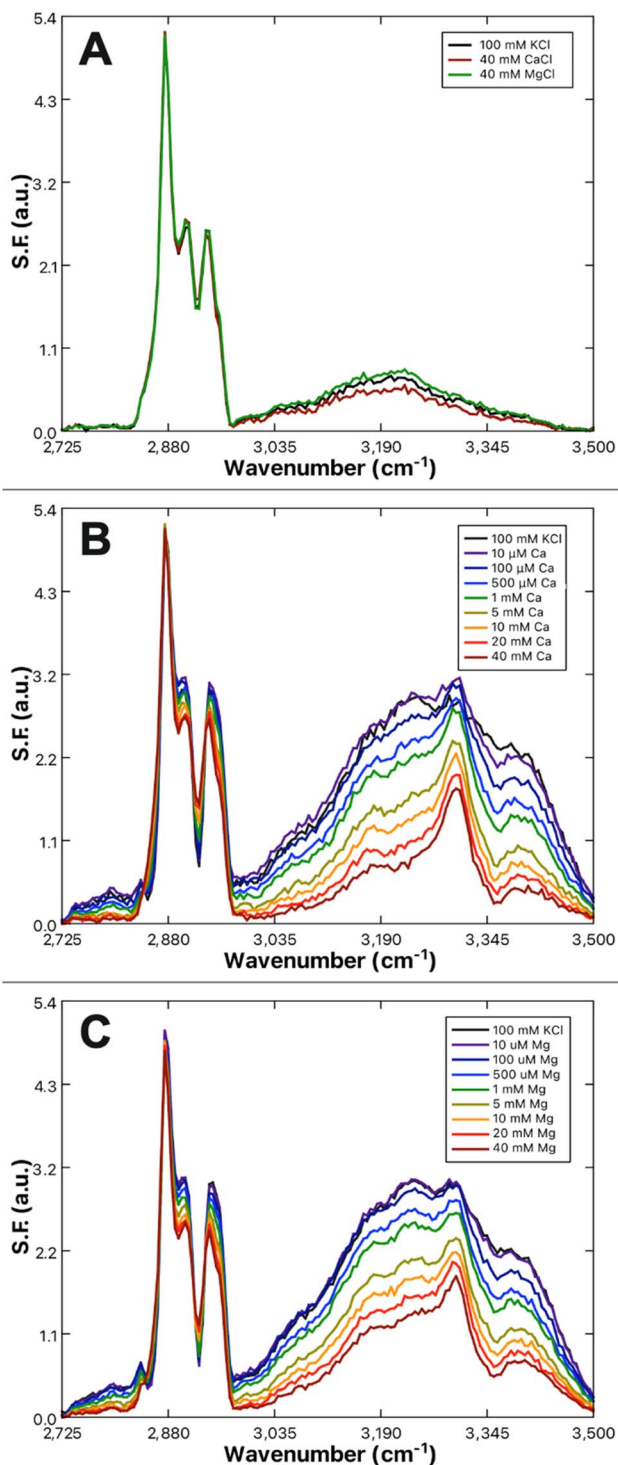 A
5.4
4.3
3.2
2.1
1.1
0.0
S.F. (a.u.)
100 mM KCl
40 mM CaCl
40 mM MgCl
2,725 2,880 3,035 3,190 3,345 3,500
Wavenumber (cm-1)
B
5.4
4.3
3.2
2.2
1.1
0.0
S.F. (a.u.)
100 mM KCl
10 µM Ca
100 µM Ca
500 µM Ca
1 mM Ca
5 mM Ca
10 mM Ca
20 mM Ca
40 mM Ca
2,725 2,880 3,035 3,190 3,345 3,500
Wavenumber (cm-1)
C
5.4
4.3
3.2
2.2
1.1
0.0
S.F. (a.u.)
100 mM KCl
10 uM Mg
100 uM Mg
500 uM Mg
1 mM Mg
5 mM Mg
10 mM Mg
20 mM Mg
40 mM Mg
2,725 2,880 3,035 3,190 3,345 3,500
Wavenumber (cm-1)